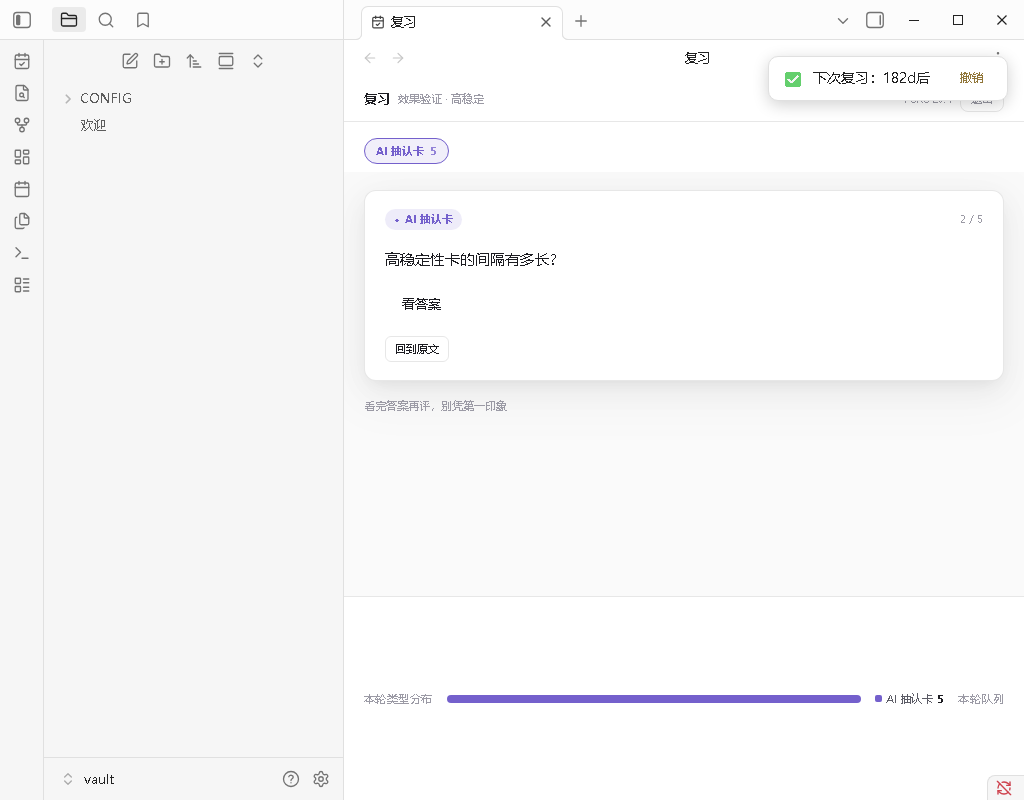 复习
复习
下次复习：182d后 撤销
复习 效果验证 · 高稳定
CONFIG
欢迎
AI 抽认卡 5
AI 抽认卡
2 / 5
高稳定性卡的间隔有多长？
看答案
回到原文
看完答案再评，别凭第一印象
本轮类型分布
AI 抽认卡 5
本轮队列
vault